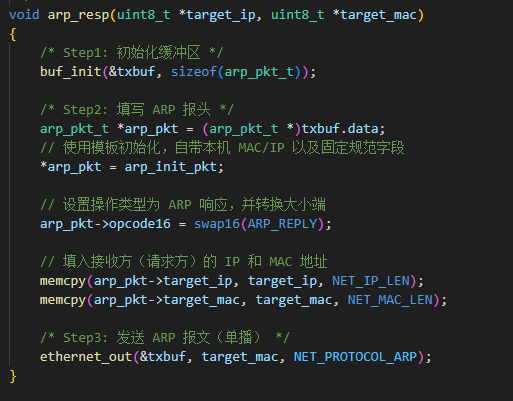 void arp_resp(uint8_t *target_ip, uint8_t *target_mac)
{
    /* Step1: 初始化缓冲区 */
    buf_init(&txbuf, sizeof(arp_pkt_t));

    /* Step2: 填写 ARP 报头 */
    arp_pkt_t *arp_pkt = (arp_pkt_t *)txbuf.data;
    // 使用模板初始化，自带本机 MAC/IP 以及固定规范字段
    *arp_pkt = arp_init_pkt;

    // 设置操作类型为 ARP 响应，并转换大小端
    arp_pkt->opcode16 = swap16(ARP_REPLY);

    // 填入接收方（请求方）的 IP 和 MAC 地址
    memcpy(arp_pkt->target_ip, target_ip, NET_IP_LEN);
    memcpy(arp_pkt->target_mac, target_mac, NET_MAC_LEN);

    /* Step3: 发送 ARP 报文（单播） */
    ethernet_out(&txbuf, target_mac, NET_PROTOCOL_ARP);
}